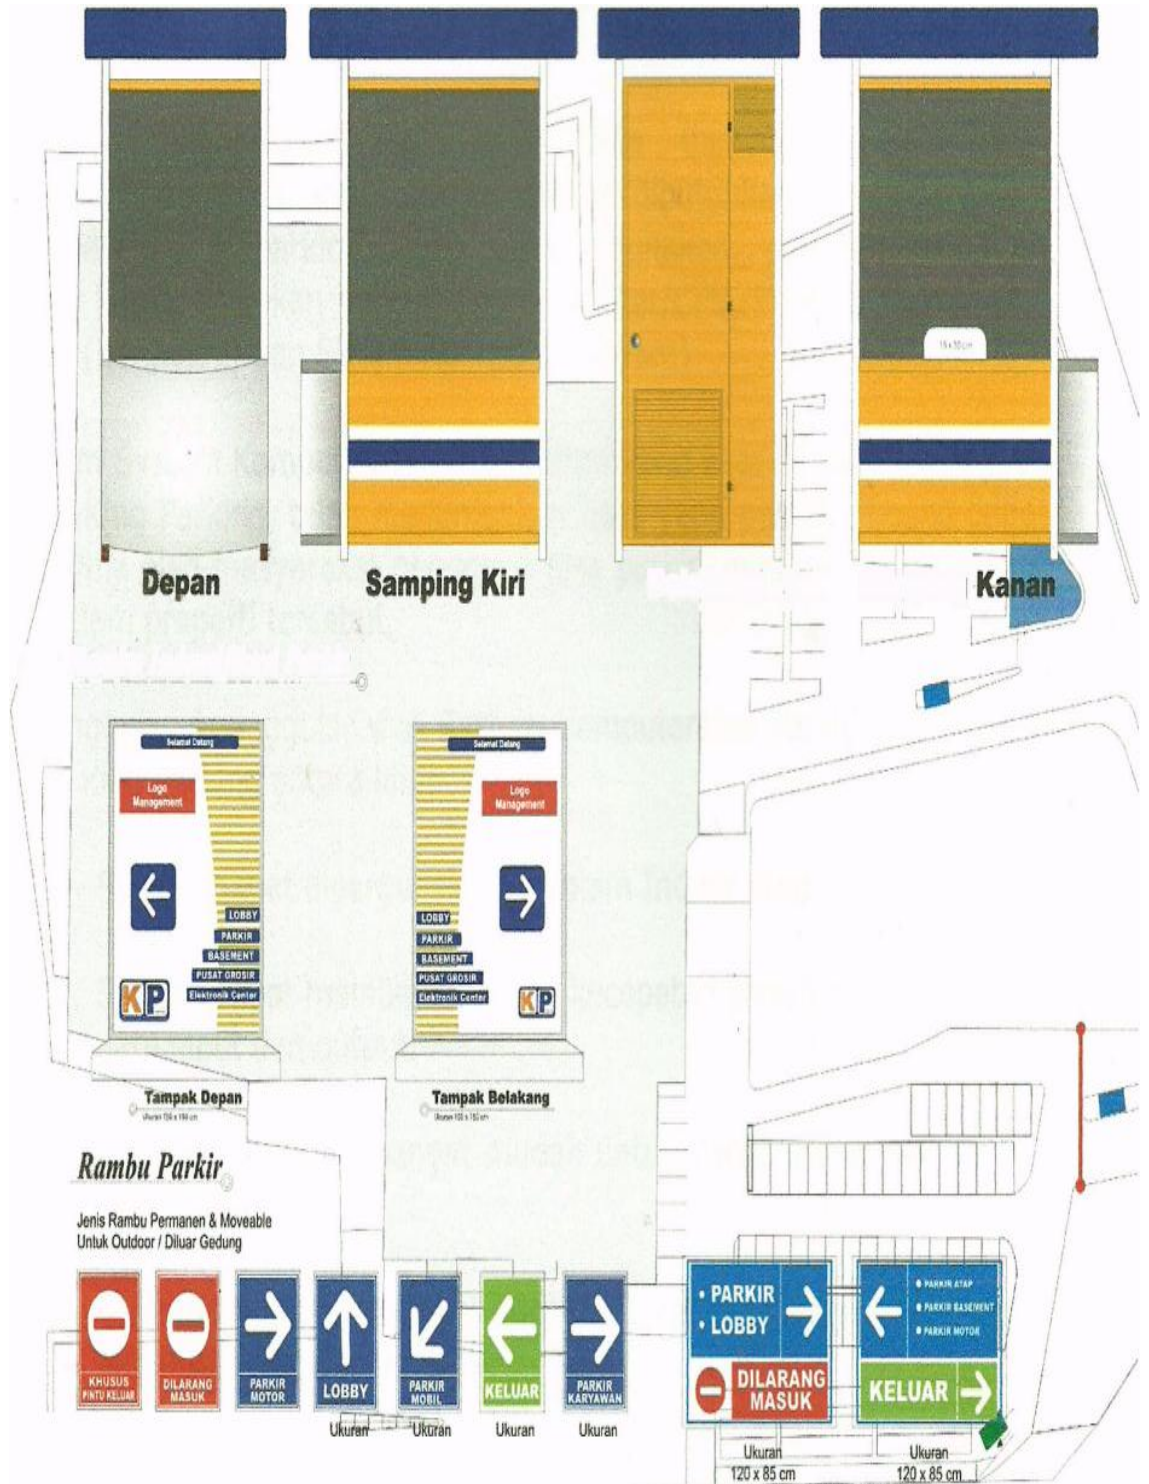 15 x 30 cm
Depan
Samping Kiri
Kanan
Selamat Datang
Logo
Management
LOBBY
PARKIR
BASEMENT
PUSAT GROSIR
Elektronik Center
KP
Selamat Datang
Logo
Management
LOBBY
PARKIR
BASEMENT
PUSAT GROSIR
Elektronik Center
KP
Tampak Depan
Tampak Belakang
Rambu Parkir
Jenis Rambu Permanen & Moveable
Untuk Outdoor / Diluar Gedung
KHUSUS
PINTU KELUAR
DILARANG
MASUK
PARKIR
MOTOR
LOBBY
PARKIR
MOBIL
KELUAR
PARKIR
KARYAWAN
Ukuran
Ukuran
Ukuran
Ukuran
• PARKIR
• LOBBY
DILARANG
MASUK
• PARKIR ATAP
• PARKIR BASEMENT
• PARKIR MOTOR
KELUAR
Ukuran
120 x 85 cm
Ukuran
120 x 85 cm